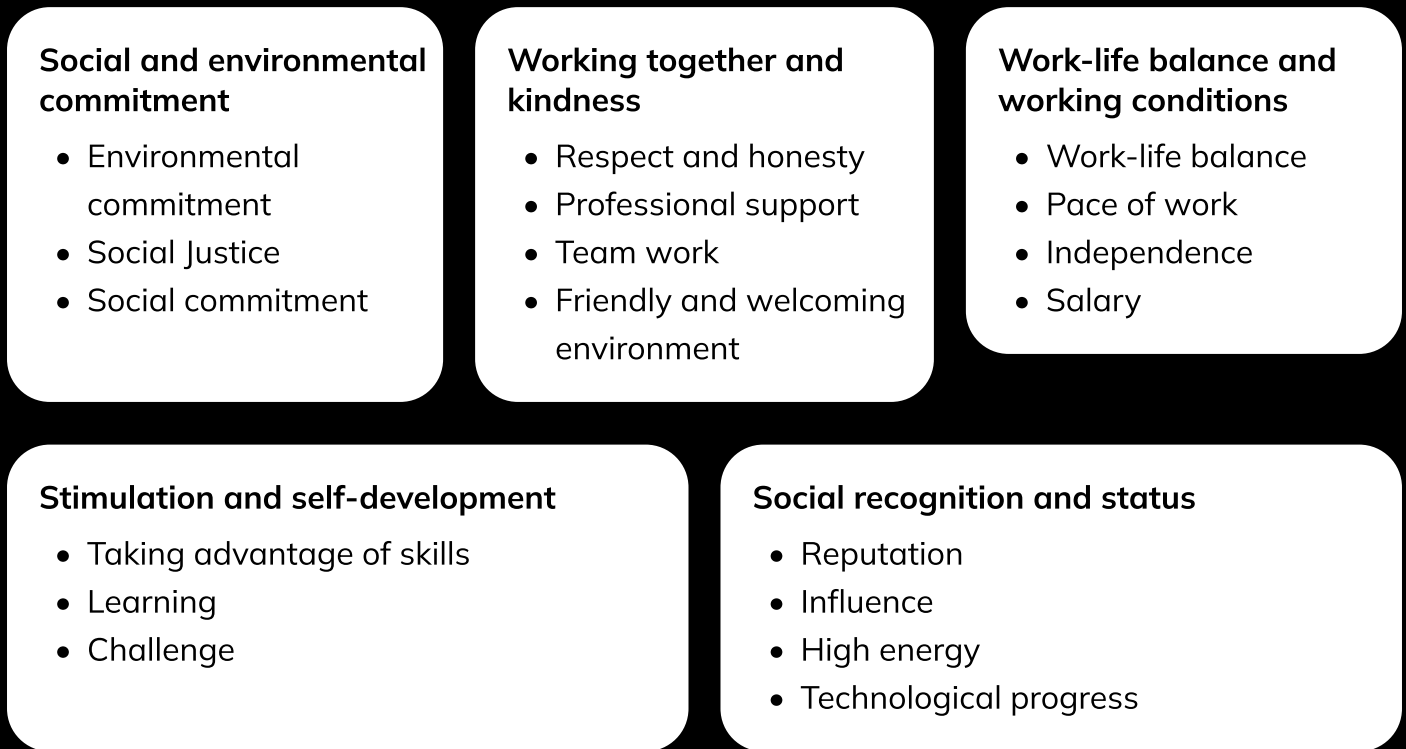 Social and environmental
commitment
• Environmental
commitment
• Social Justice
• Social commitment
Working together and
kindness
• Respect and honesty
• Professional support
• Team work
• Friendly and welcoming
environment
Work-life balance and
working conditions
• Work-life balance
• Pace of work
• Independence
• Salary
Stimulation and self-development
• Taking advantage of skills
• Learning
• Challenge
Social recognition and status
• Reputation
• Influence
• High energy
• Technological progress